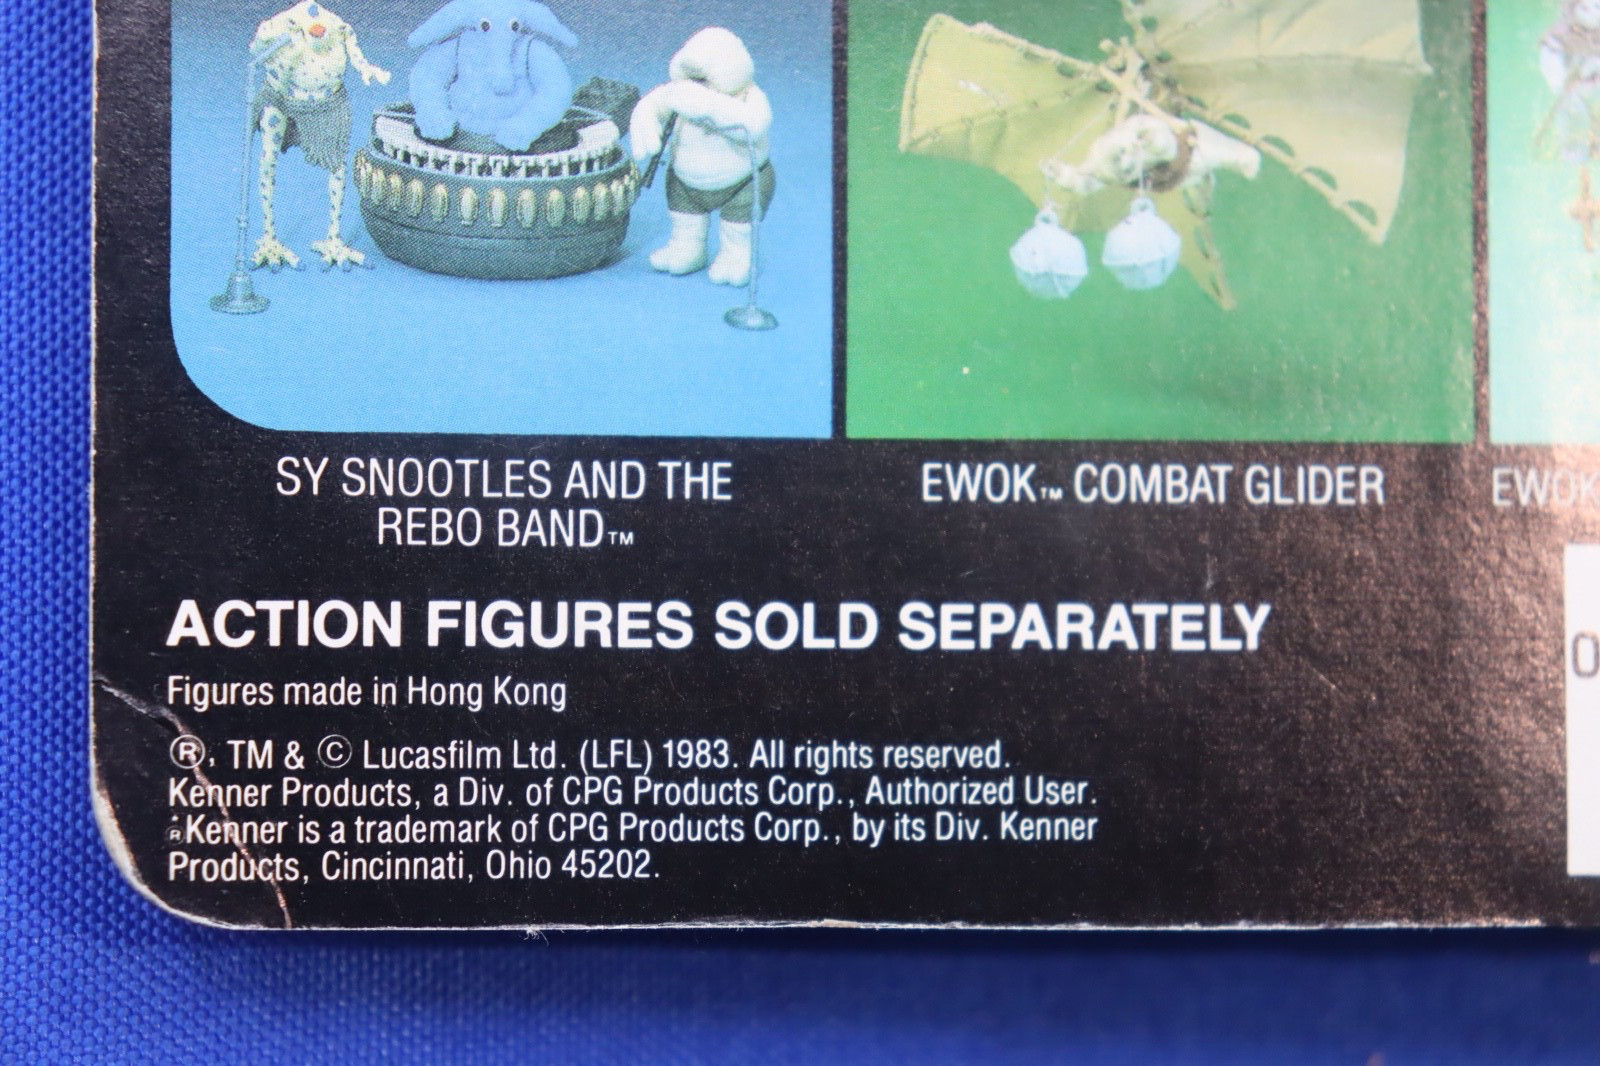 SY SNOOTLES AND THE
REBO BAND™
EWOK™ COMBAT GLIDER
EWOK
ACTION FIGURES SOLD SEPARATELY
Figures made in Hong Kong
®, TM & © Lucasfilm Ltd. (LFL) 1983. All rights reserved.
Kenner Products, a Div. of CPG Products Corp., Authorized User.
®Kenner is a trademark of CPG Products Corp., by its Div. Kenner
Products, Cincinnati, Ohio 45202.
0